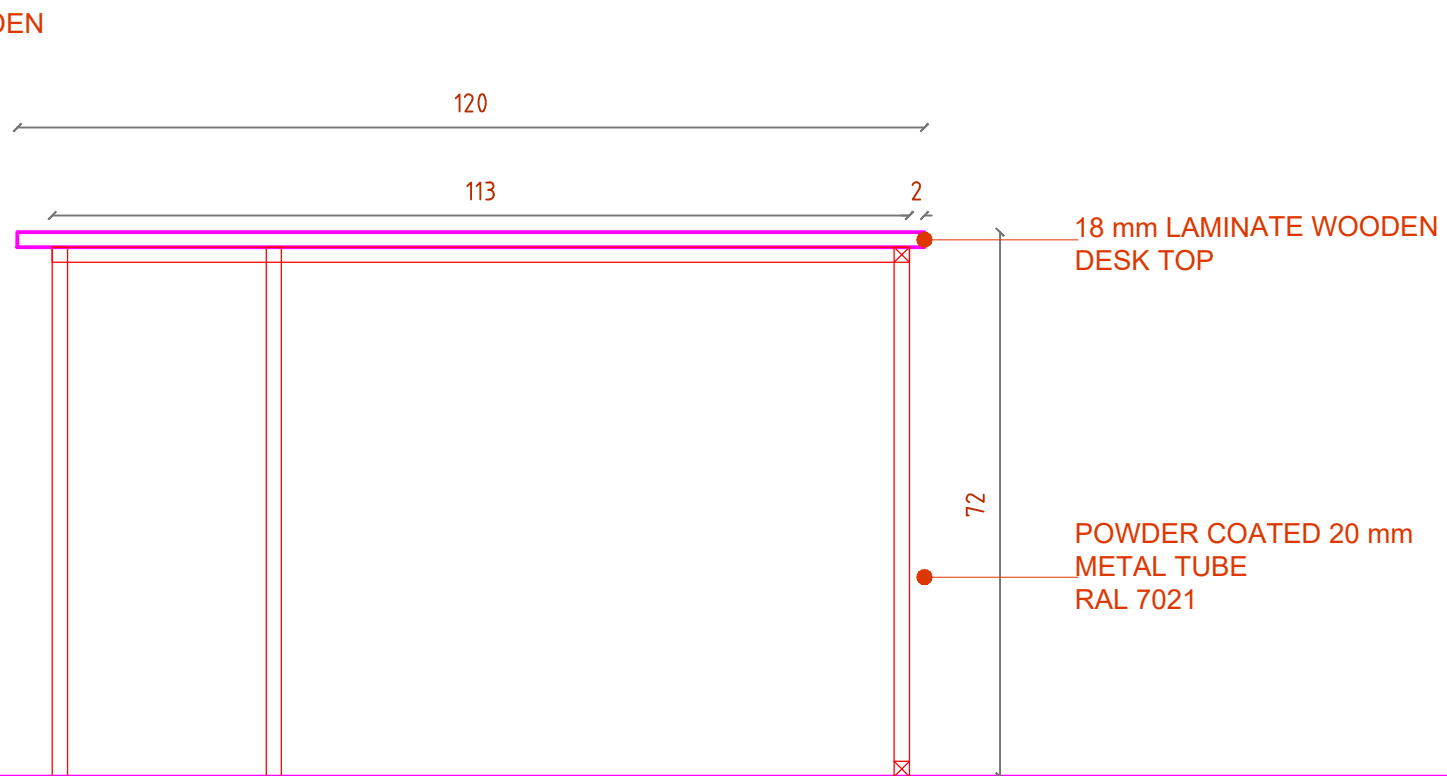 DEN
120
113
2
18 mm LAMINATE WOODEN
DESK TOP
72
POWDER COATED 20 mm
METAL TUBE
RAL 7021